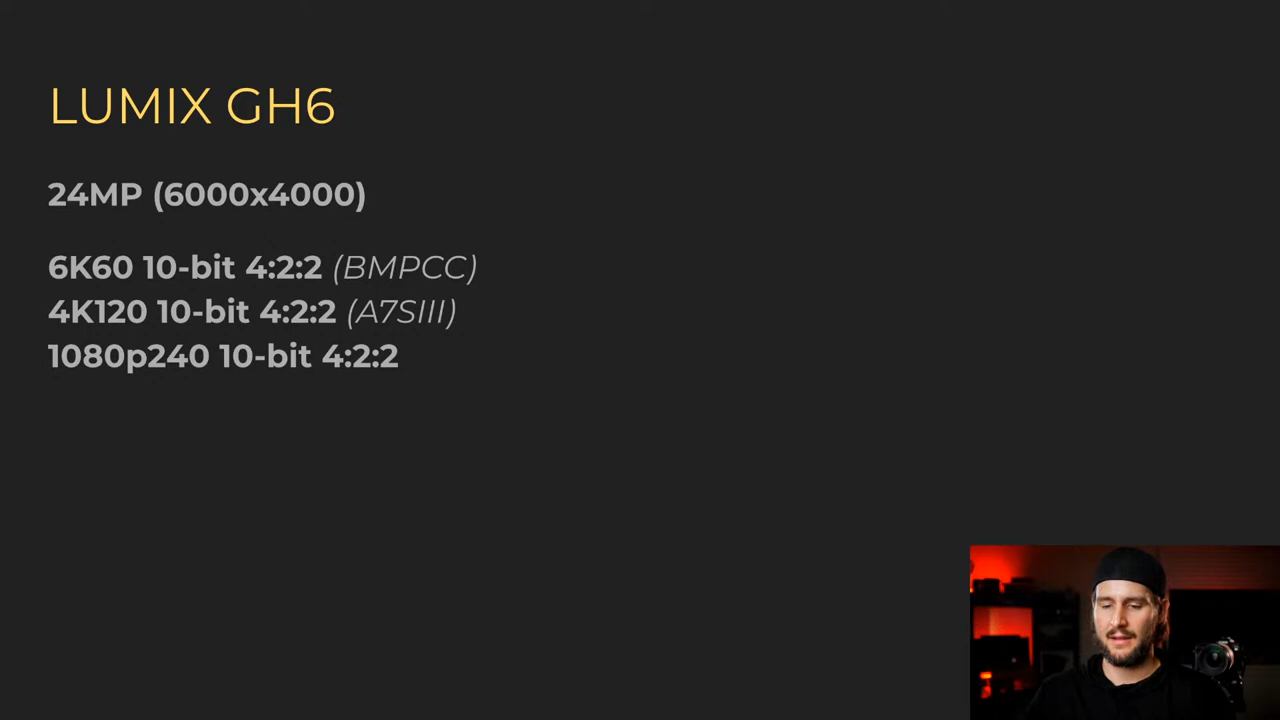 LUMIX GH6
24MP (6000x4000)
6K60 10-bit 4:2:2 (BMPCC)
4K120 10-bit 4:2:2 (A7SIII)
1080p240 10-bit 4:2:2